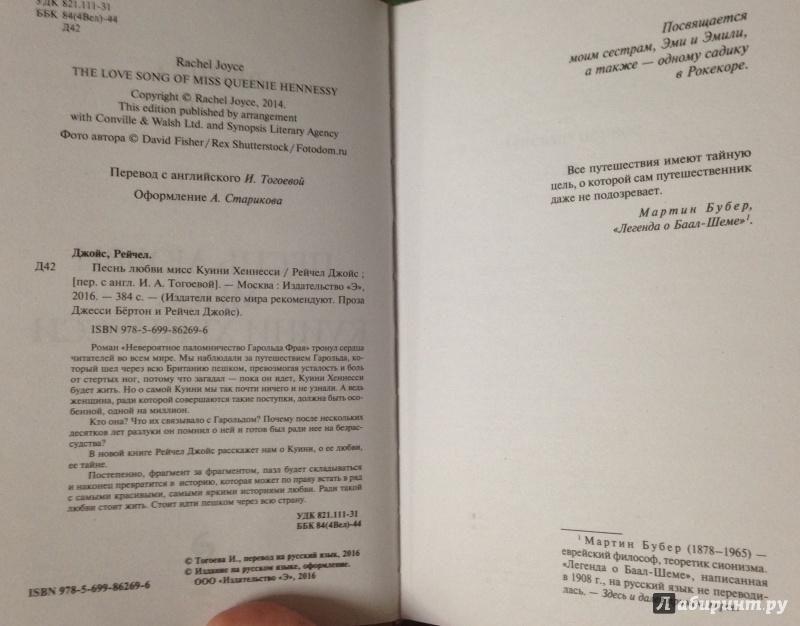 УДК 821.111-31
ББК 84(4Вел)-44
Д42
Rachel Joyce
THE LOVE SONG OF MISS QUEENIE HENNESSY
Copyright © Rachel Joyce, 2014.
This edition published by arrangement
with Conville & Walsh Ltd. and Synopsis Literary Agency
Фото автора © David Fisher/Rex Shutterstock/Fotodom.ru
Перевод с английского И. Тогоевой
Оформление А. Старикова
Джойс, Рейчел.
Д42 Песнь любви мисс Куини Хеннесси / Рейчел Джойс ;
[пер. с англ. И. А. Тогоевой]. — Москва : Издательство «Э»,
2016. — 384 с. — (Издатели всего мира рекомендуют. Проза
Джесси Бёртон и Рейчел Джойс).
ISBN 978-5-699-86269-6
Роман «Невероятное паломничество Гарольда Фрая» тронул сердца
читателей во всем мире. Мы наблюдали за путешествием Гарольда, ко-
торый шел через всю Британию пешком, превозмогая усталость и боль
от стертых ног, потому что загадал — пока он идет, Куини Хеннесси
будет жить. Но о самой Куини мы так почти ничего и не узнали. А ведь
женщина, ради которой совершаются такие поступки, должна быть осо-
бенной, одной на миллион.
Кто она? Что их связывало с Гарольдом? Почему после нескольких
десятков лет разлуки он помнил о ней и готов был ради нее на безрас-
судства?
В новой книге Рейчел Джойс расскажет нам о Куини, о ее любви,
ее тайне.
Постепенно, фрагмент за фрагментом, пазл будет складываться
и наконец превратится в историю, которая может по праву встать в ряд
с самыми красивыми, самыми яркими историями любви. Ради такой
любви стоит жить. Стоит идти пешком через всю страну.
УДК 821.111-31
ББК 84(4Вел)-44
© Тогоева И., перевод на русский язык, 2016
© Издание на русском языке, оформление.
ООО «Издательство «Э», 2016
ISBN 978-5-699-86269-6
Посвящается
моим сестрам, Эми и Эмили,
а также — одному садику
в Рокекоре.
Все путешествия имеют тайную
цель, о которой сам путешественник
даже не подозревает.
Мартин Бубер,
«Легенда о Баал-Шеме»¹.
¹ Мартин Бубер (1878–1965) —
еврейский философ, теоретик сионизма.
«Легенда о Баал-Шеме», написанная
в 1908 г., на русский язык не переводи-
лась. — Здесь и
Лабиринт.ру